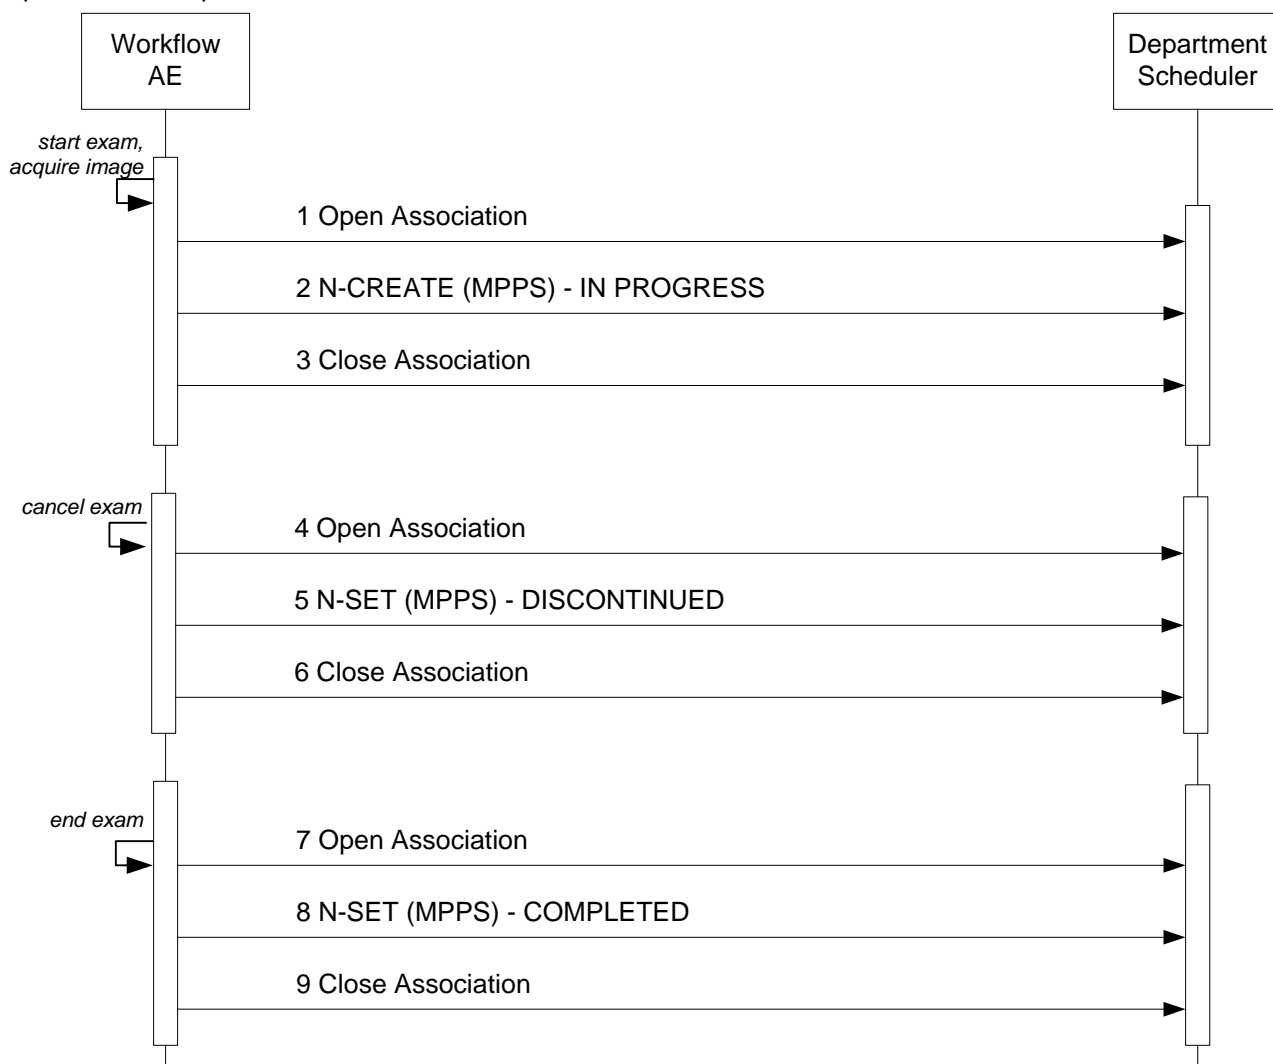 Workflow
AE
Department
Scheduler
start exam,
acquire image
1 Open Association
2 N-CREATE (MPPS) - IN PROGRESS
3 Close Association
cancel exam
4 Open Association
5 N-SET (MPPS) - DISCONTINUED
6 Close Association
end exam
7 Open Association
8 N-SET (MPPS) - COMPLETED
9 Close Association